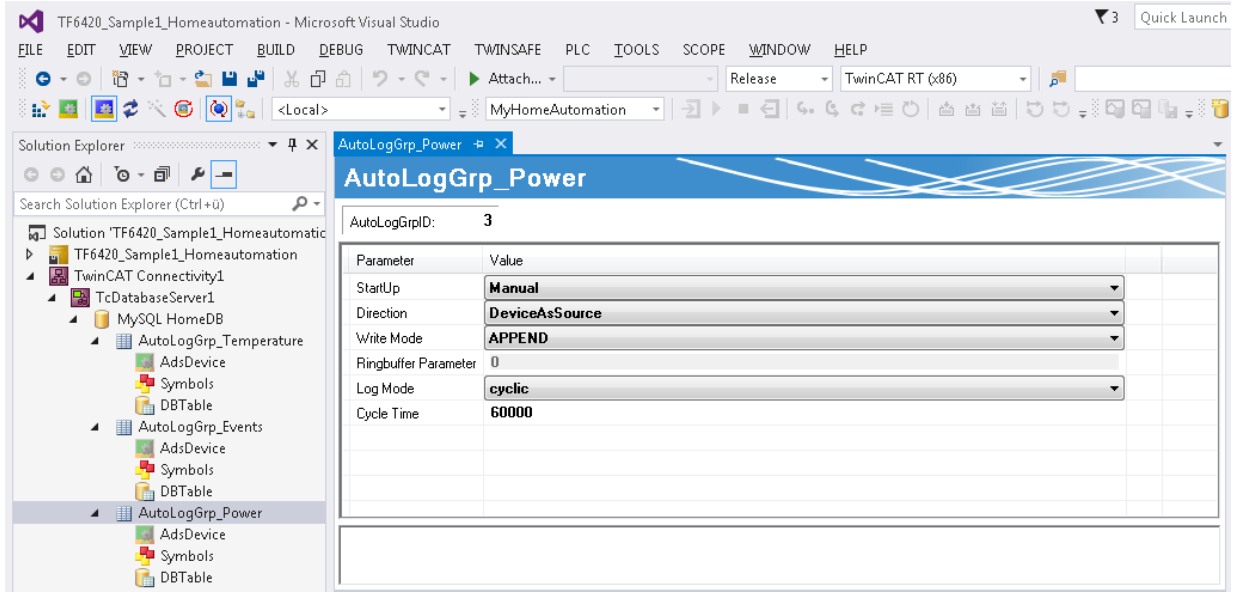 TF6420_Sample1_Homeautomation - Microsoft Visual Studio
3 Quick Launch
FILE EDIT VIEW PROJECT BUILD DEBUG TWINCAT TWINSAFE PLC TOOLS SCOPE WINDOW HELP
Attach... Release TwinCAT RT (x86)
<Local> MyHomeAutomation
Solution Explorer
Search Solution Explorer (Ctrl+ü)
Solution 'TF6420_Sample1_Homeautomatic
TF6420_Sample1_Homeautomation
TwinCAT Connectivity1
TcDatabaseServer1
MySQL HomeDB
AutoLogGrp_Temperature
AdsDevice
Symbols
DBTable
AutoLogGrp_Events
AdsDevice
Symbols
DBTable
AutoLogGrp_Power
AdsDevice
Symbols
DBTable
AutoLogGrp_Power
AutoLogGrp_Power
AutoLogGrpID: 3
Parameter Value
StartUp Manual
Direction DeviceAsSource
Write Mode APPEND
Ringbuffer Parameter 0
Log Mode cyclic
Cycle Time 60000